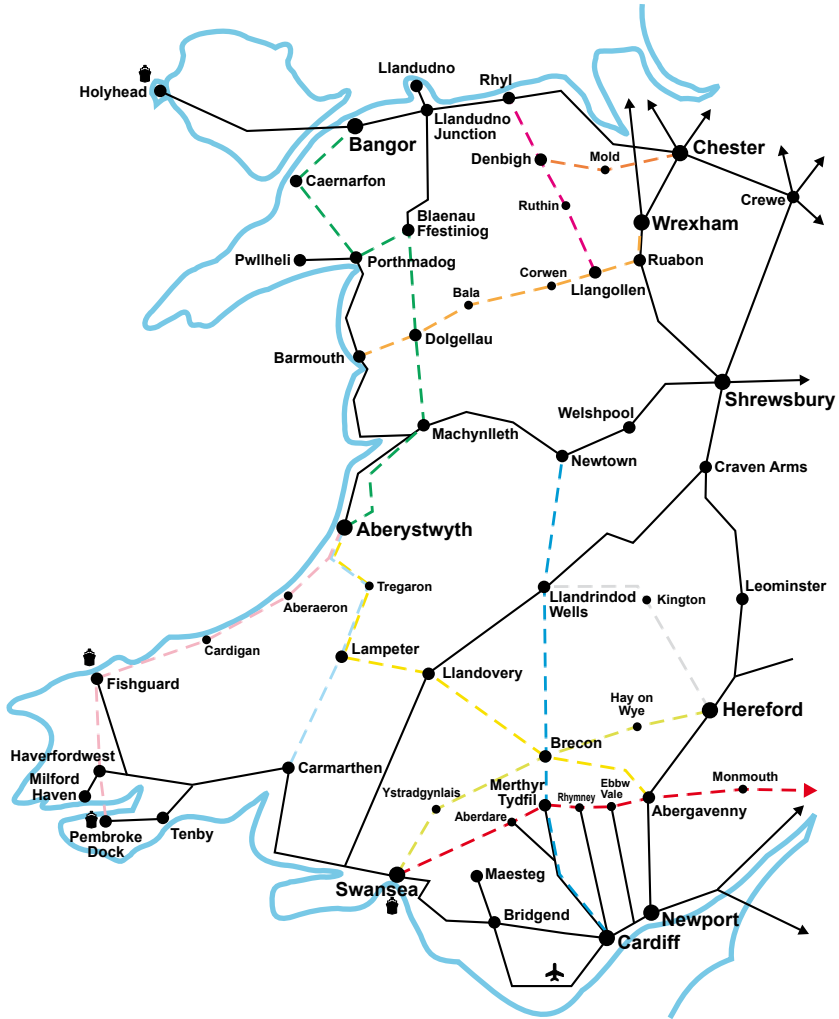 Llandudno
Rhyl
Holyhead
Llandudno
Junction
Bangor
Chester
Mold
Denbigh
Caernarfon
Crewe
Ruthin
Blaenau
Ffestiniog
Wrexham
Pwllheli
Porthmadog
Ruabon
Corwen
Llangollen
Bala
Dolgellau
Barmouth
Shrewsbury
Welshpool
Machynlleth
Newtown
Craven Arms
Aberystwyth
Tregaron
Leominster
Llandrindod
Wells
Kington
Aberaeron
Cardigan
Lampeter
Llandovery
Fishguard
Hay on
Wye
Hereford
Brecon
Haverfordwest
Carmarthen
Milford
Haven
Monmouth
Ebbw
Vale
Merthyr
Tydfil
Rhymney
Ystradgynlais
Abergavenny
Aberdare
Pembroke
Dock
Tenby
Maesteg
Swansea
Bridgend
Newport
Cardiff